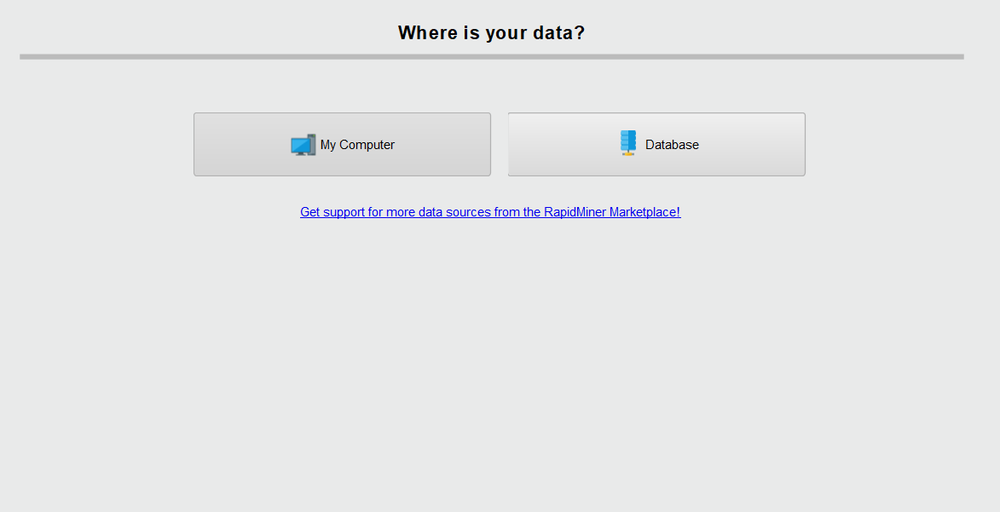 Where is your data?
My Computer
Database
Get support for more data sources from the RapidMiner Marketplace!